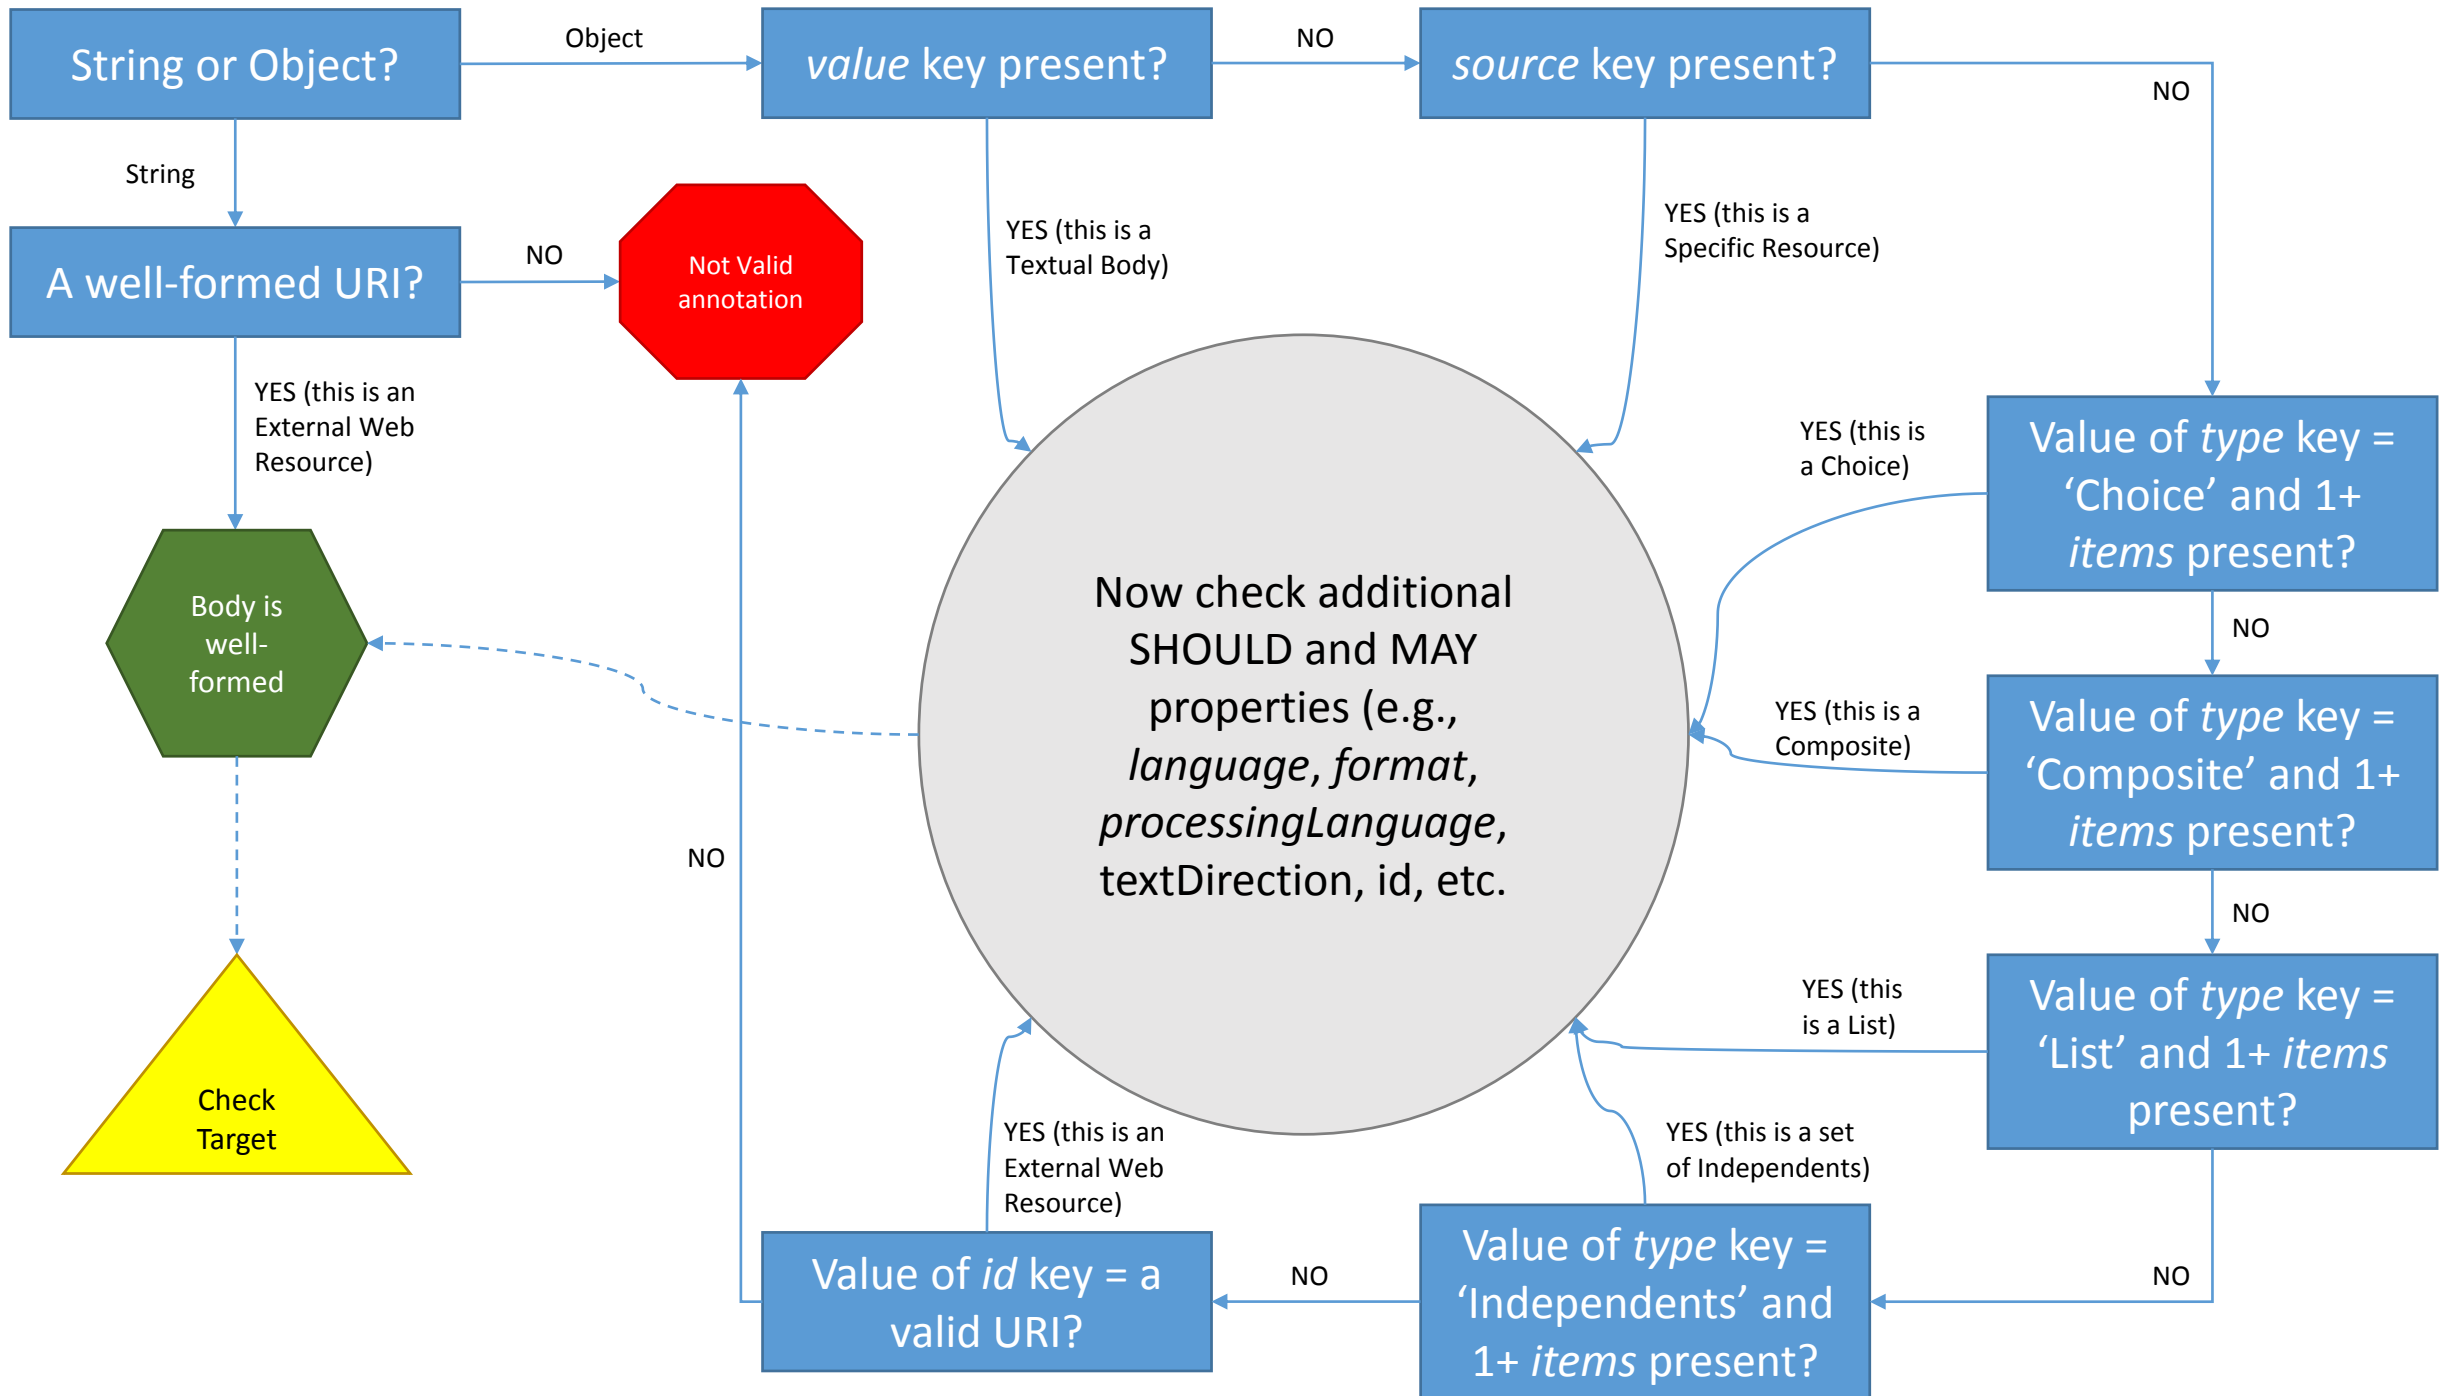 String or Object?
Object
value key present?
NO
source key present?
NO
String
A well-formed URI?
NO
Not Valid
annotation
YES (this is a
Textual Body)
YES (this is a
Specific Resource)
YES (this is an
External Web
Resource)
YES (this is
a Choice)
Value of type key =
‘Choice’ and 1+
items present?
NO
Body is
well-
formed
Now check additional
SHOULD and MAY
properties (e.g.,
language, format,
processingLanguage,
textDirection, id, etc.
YES (this is a
Composite)
Value of type key =
‘Composite’ and 1+
items present?
NO
NO
YES (this
is a List)
Value of type key =
‘List’ and 1+ items
present?
Check
Target
YES (this is an
External Web
Resource)
YES (this is a set
of Independents)
NO
Value of id key = a
valid URI?
NO
Value of type key =
‘Independents’ and
1+ items present?